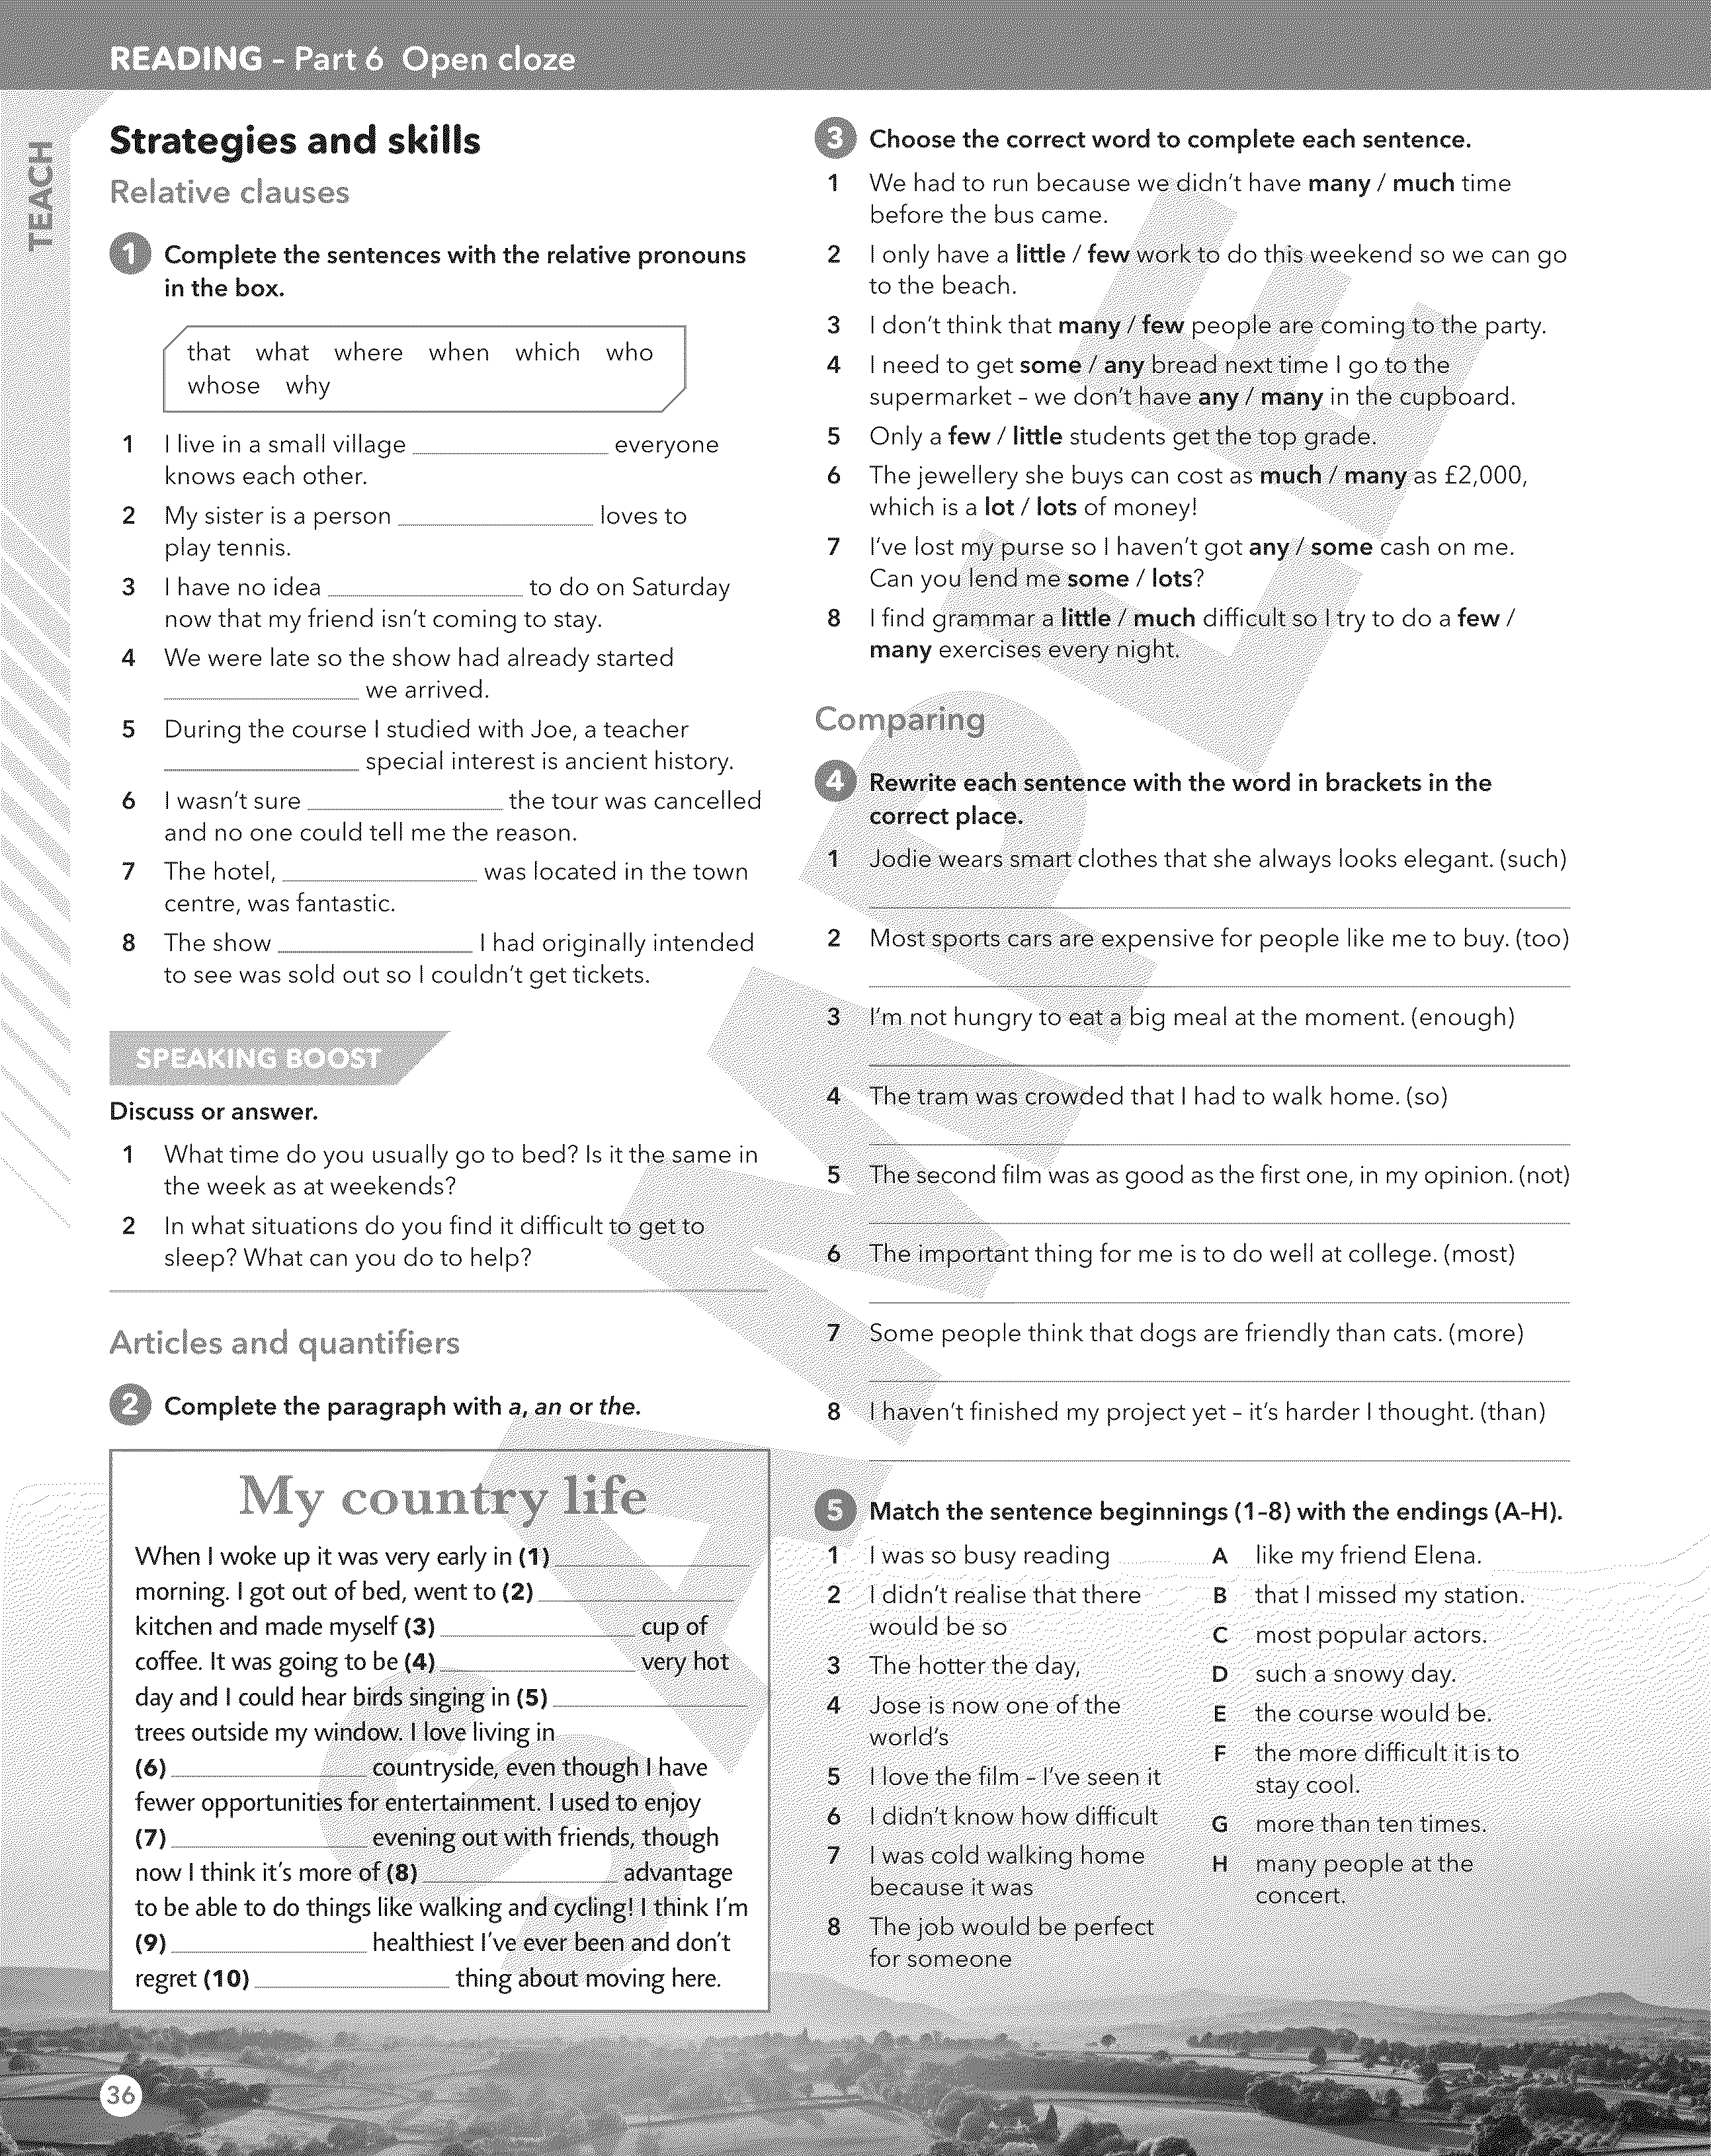 READING – Part 6 Open cloze
TEACH
Strategies and skills
Relative clauses
1 Complete the sentences with the relative pronouns
in the box.
that what where when which who
whose why
1 I live in a small village ______ everyone
knows each other.
2 My sister is a person ______ loves to
play tennis.
3 I have no idea ______ to do on Saturday
now that my friend isn't coming to stay.
4 We were late so the show had already started
______ we arrived.
5 During the course I studied with Joe, a teacher
______ special interest is ancient history.
6 I wasn't sure ______ the tour was cancelled
and no one could tell me the reason.
7 The hotel, ______ was located in the town
centre, was fantastic.
8 The show ______ I had originally intended
to see was sold out so I couldn't get tickets.
SPEAKING BOOST
Discuss or answer.
1 What time do you usually go to bed? Is it the same in
the week as at weekends?
2 In what situations do you find it difficult to get to
sleep? What can you do to help?
Articles and quantifiers
2 Complete the paragraph with a, an or the.
My country life
When I woke up it was very early in (1) ______
morning. I got out of bed, went to (2) ______
kitchen and made myself (3) ______ cup of
coffee. It was going to be (4) ______ very hot
day and I could hear birds singing in (5) ______
trees outside my window. I love living in
(6) ______ countryside, even though I have
fewer opportunities for entertainment. I used to enjoy
(7) ______ evening out with friends, though
now I think it's more of (8) ______ advantage
to be able to do things like walking and cycling! I think I'm
(9) ______ healthiest I've ever been and don't
regret (10) ______ thing about moving here.
36
3 Choose the correct word to complete each sentence.
1 We had to run because we didn't have many / much time
before the bus came.
2 I only have a little / few work to do this weekend so we can go
to the beach.
3 I don't think that many / few people are coming to the party.
4 I need to get some / any bread next time I go to the
supermarket – we don't have any / many in the cupboard.
5 Only a few / little students get the top grade.
6 The jewellery she buys can cost as much / many as £2,000,
which is a lot / lots of money!
7 I've lost my purse so I haven't got any / some cash on me.
Can you lend me some / lots?
8 I find grammar a little / much difficult so I try to do a few /
many exercises every night.
Comparing
4 Rewrite each sentence with the word in brackets in the
correct place.
1 Jodie wears smart clothes that she always looks elegant. (such)
2 Most sports cars are expensive for people like me to buy. (too)
3 I'm not hungry to eat a big meal at the moment. (enough)
4 The tram was crowded that I had to walk home. (so)
5 The second film was as good as the first one, in my opinion. (not)
6 The important thing for me is to do well at college. (most)
7 Some people think that dogs are friendly than cats. (more)
8 I haven't finished my project yet – it's harder I thought. (than)
5 Match the sentence beginnings (1–8) with the endings (A–H).
1 I was so busy reading
2 I didn't realise that there
would be so
3 The hotter the day,
4 Jose is now one of the
world's
5 I love the film – I've seen it
6 I didn't know how difficult
7 I was cold walking home
because it was
8 The job would be perfect
for someone
A like my friend Elena.
B that I missed my station.
C most popular actors.
D such a snowy day.
E the course would be.
F the more difficult it is to
stay cool.
G more than ten times.
H many people at the
concert.
SAMPLE